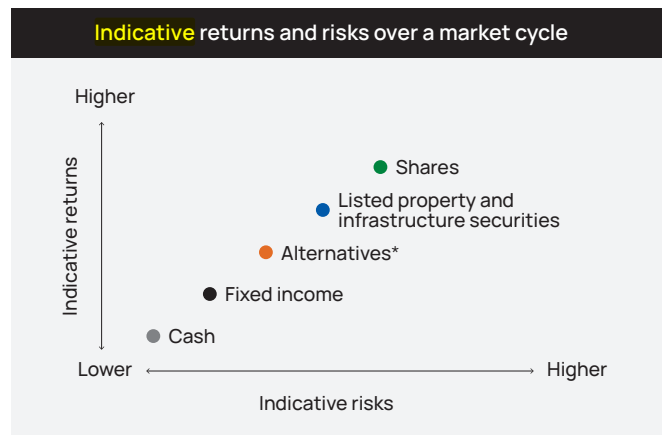 Indicative returns and risks over a market cycle
Higher
Indicative returns
Shares
Listed property and
infrastructure securities
Alternatives*
Fixed income
Cash
Lower
Higher
Indicative risks